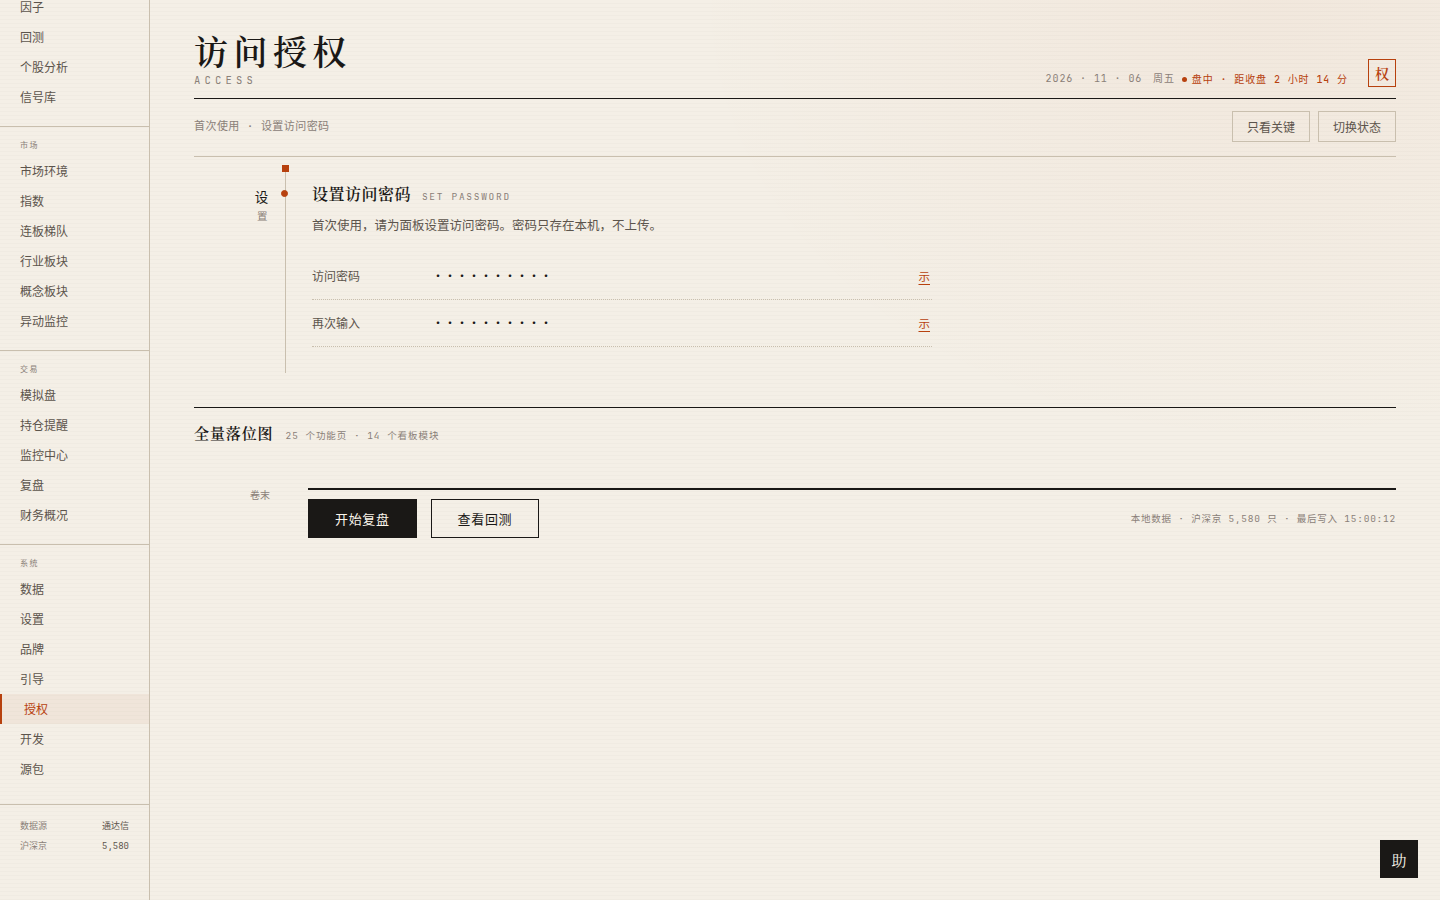 因子
回测
个股分析
信号库
市场
市场环境
指数
连板梯队
行业板块
概念板块
异动监控
交易
模拟盘
持仓提醒
监控中心
复盘
财务概况
系统
数据
设置
品牌
引导
授权
开发
源包
数据源 通达信
沪深京 5,580
访问授权
ACCESS
2026 · 11 · 06 周五 盘中 · 距收盘 2 小时 14 分 权
首次使用 · 设置访问密码
只看关键 切换状态
设
置
设置访问密码 SET PASSWORD
首次使用，请为面板设置访问密码。密码只存在本机，不上传。
访问密码 •••••••••• 示
再次输入 •••••••••• 示
全量落位图 25 个功能页 · 14 个看板模块
卷末
开始复盘 查看回测
本地数据 · 沪深京 5,580 只 · 最后写入 15:00:12
助